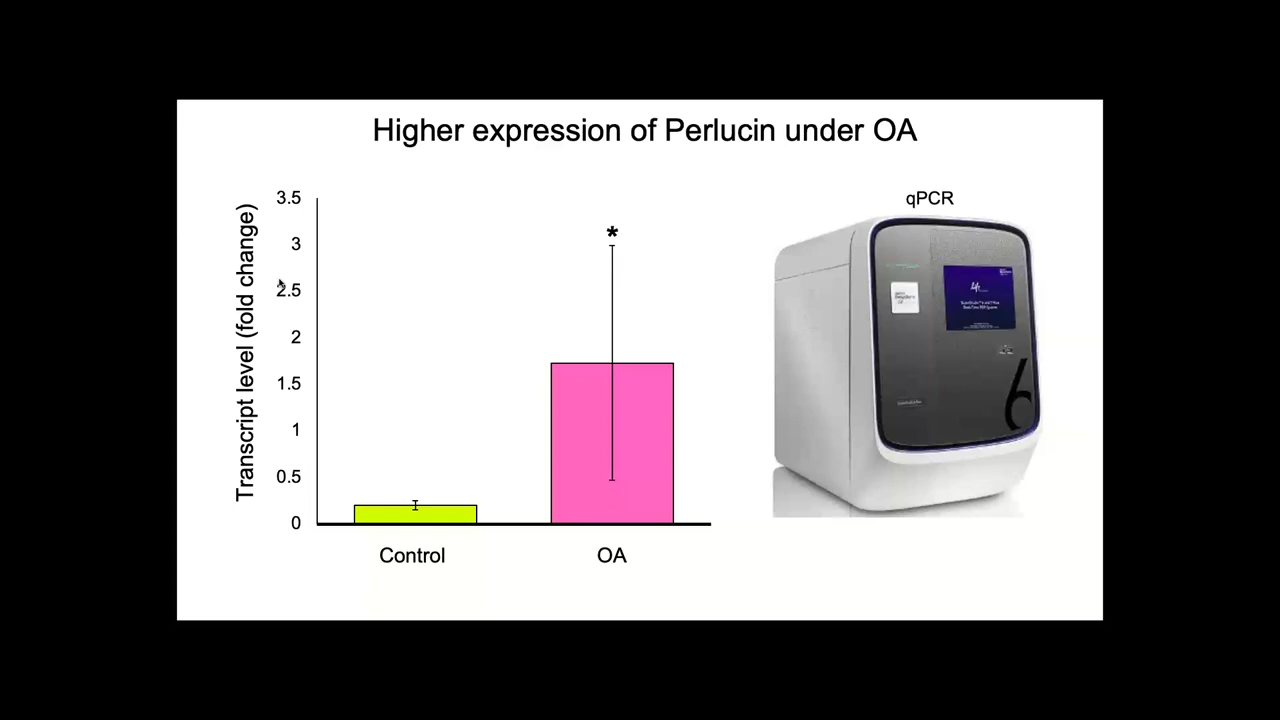 Higher expression of Perlucin under OA
Transcript level (fold change)
3.5
3
2.5
2
1.5
1
0.5
0
*
Control
OA
qPCR
6